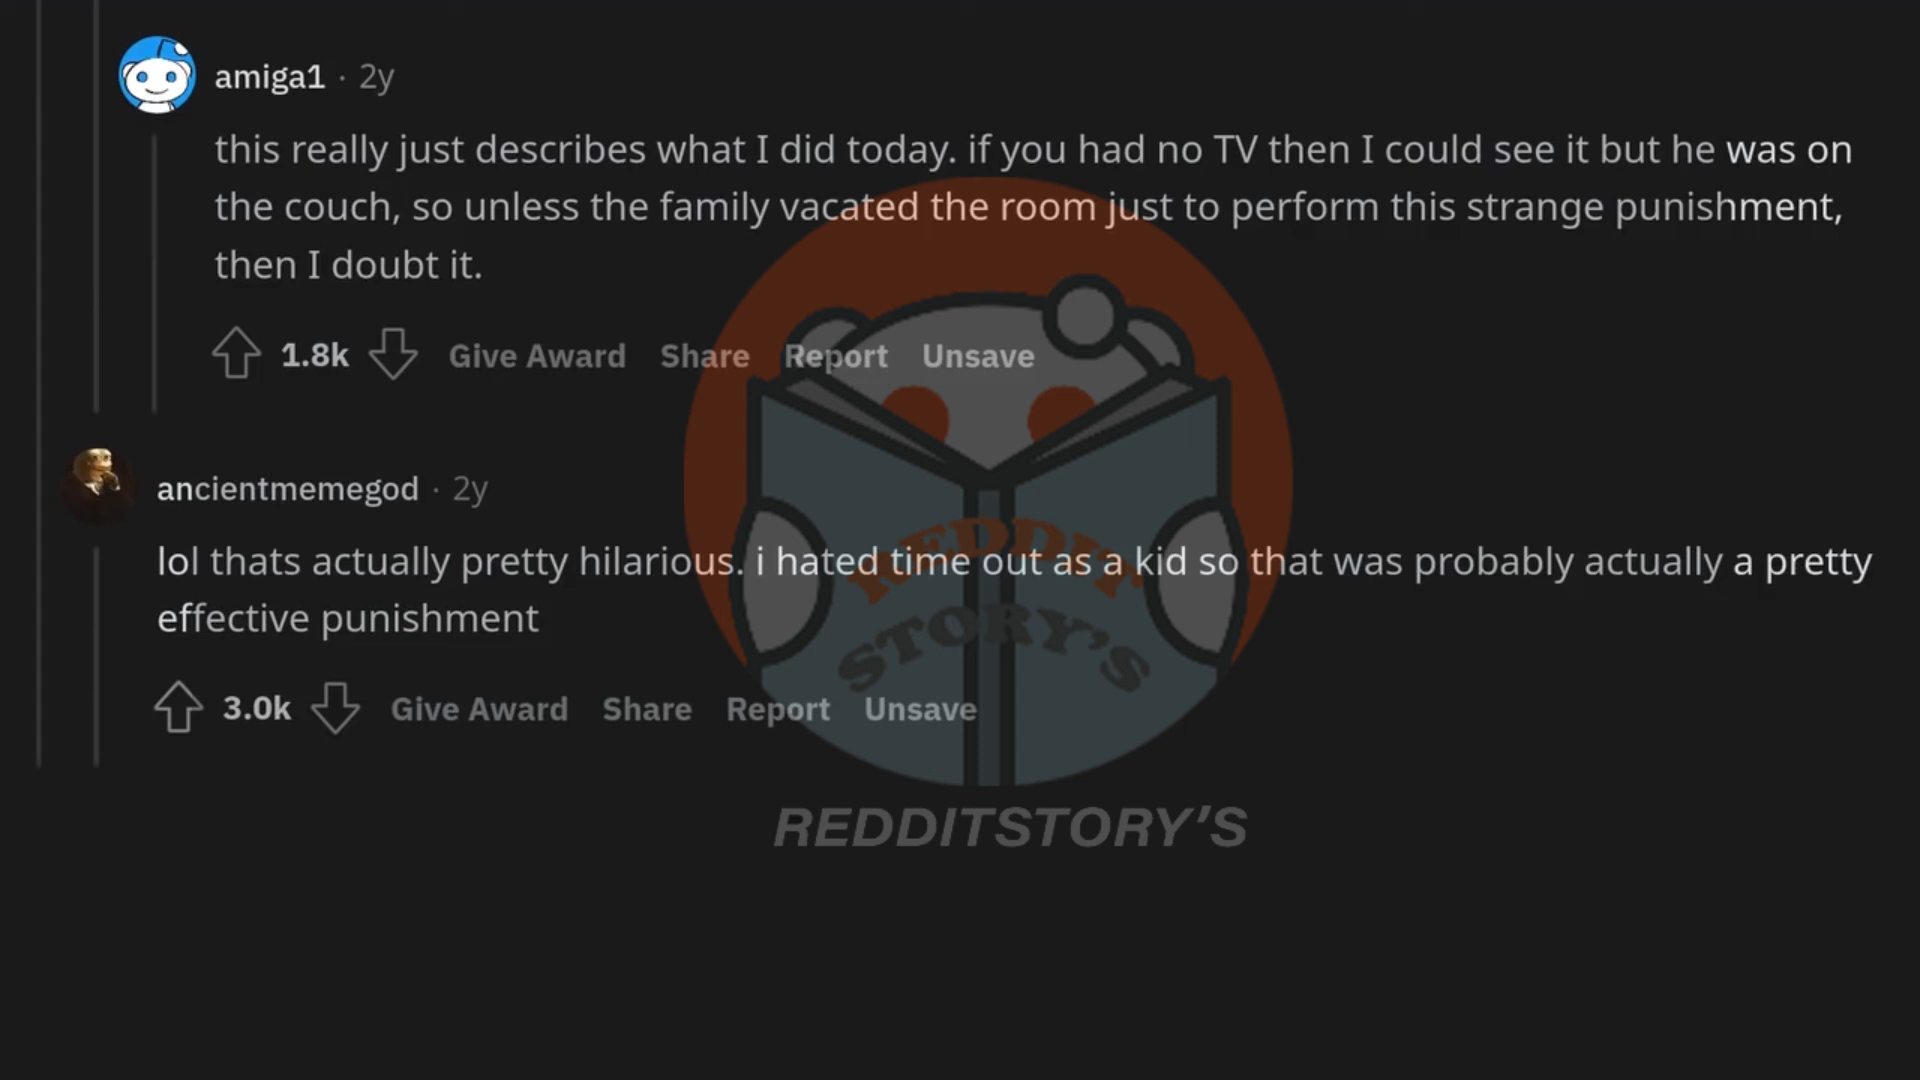 amiga1 · 2y
this really just describes what I did today. if you had no TV then I could see it but he was on
the couch, so unless the family vacated the room just to perform this strange punishment,
then I doubt it.
1.8k Give Award Share Report Unsave
ancientmemegod · 2y
lol thats actually pretty hilarious. i hated time out as a kid so that was probably actually a pretty
effective punishment
3.0k Give Award Share Report Unsave
REDDIT
STORY'S
REDDITSTORY'S